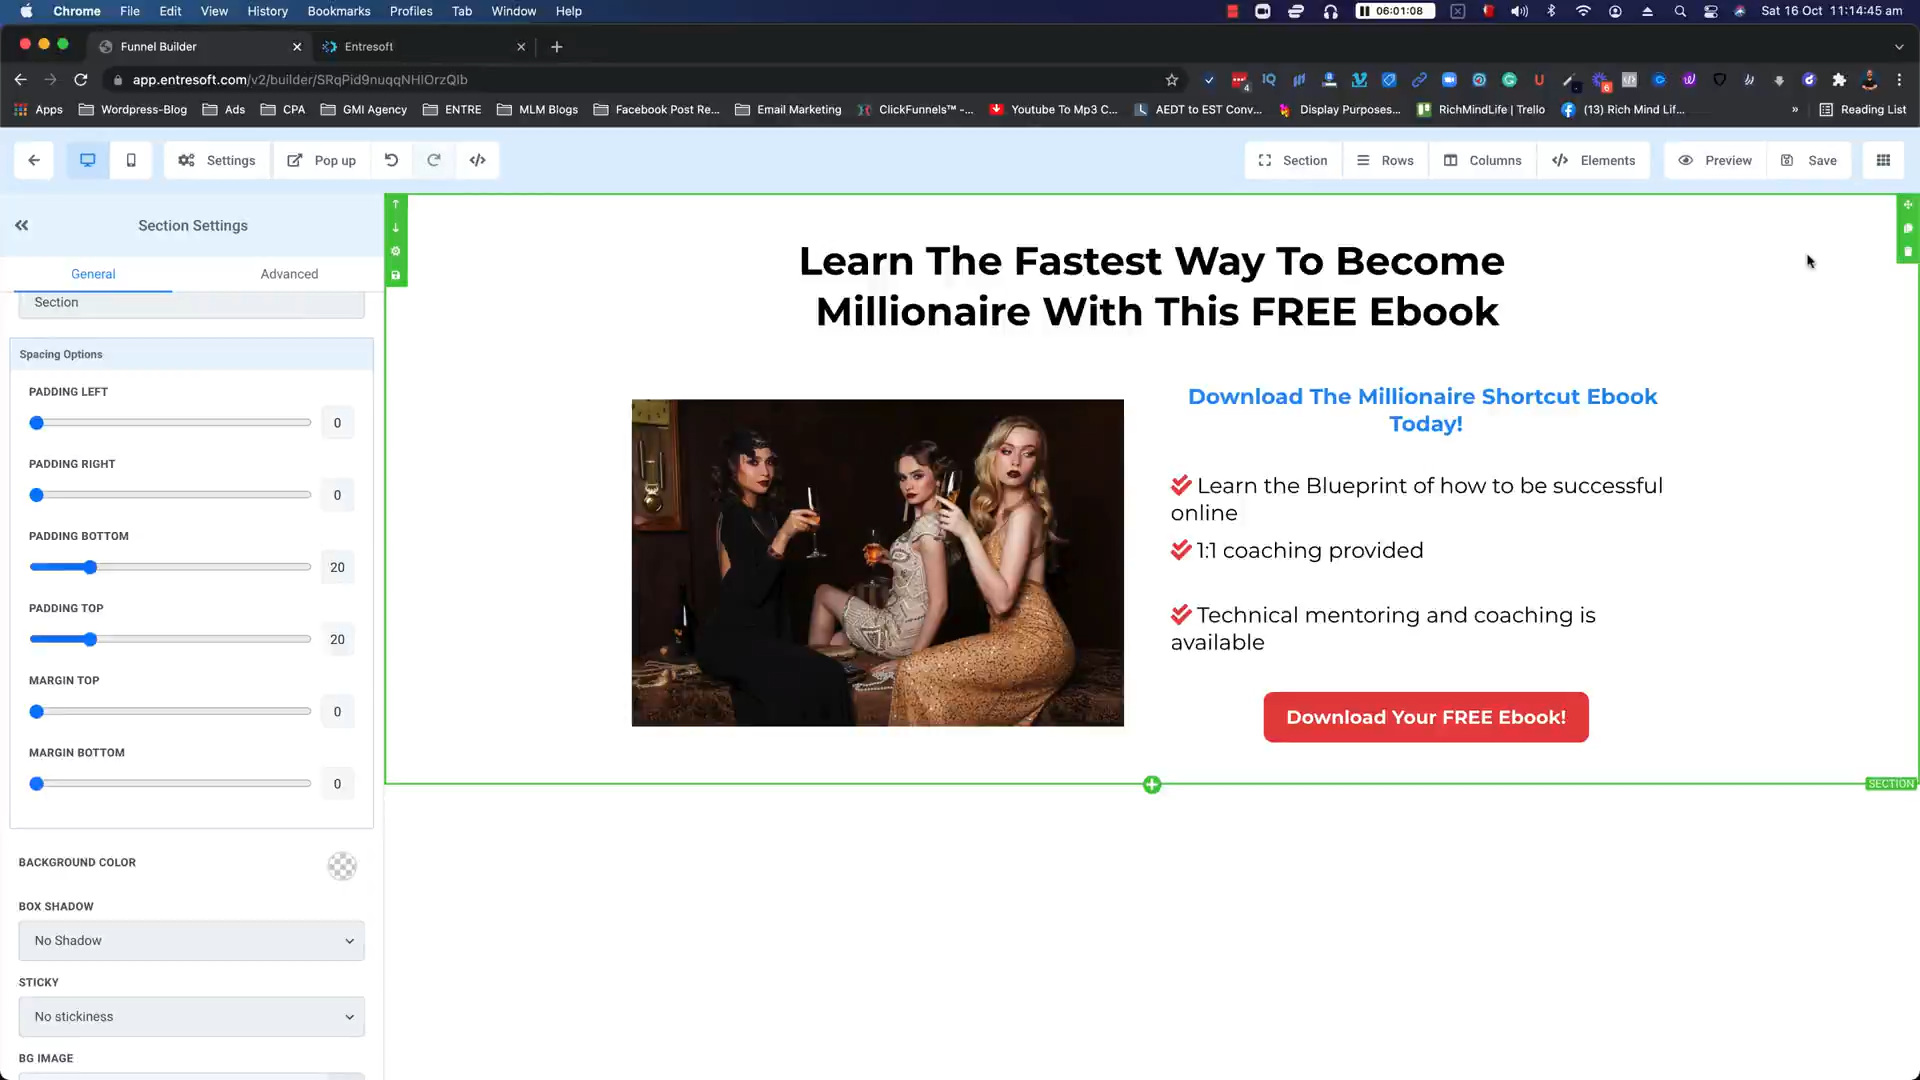 Chrome File Edit View History Bookmarks Profiles Tab Window Help 06:01:08 Sat 16 Oct 11:14:45 am
Funnel Builder Entresoft
app.entresoft.com/v2/builder/SRqPid9nuqqNHlOrzQlb
Apps Wordpress-Blog Ads CPA GMI Agency ENTRE MLM Blogs Facebook Post Re... Email Marketing ClickFunnels™ -... Youtube To Mp3 C... AEDT to EST Conv... Display Purposes... RichMindLife | Trello (13) Rich Mind Lif... » Reading List
Settings Pop up Section Rows Columns Elements Preview Save
Section Settings
General Advanced
Section
Spacing Options
PADDING LEFT
0
PADDING RIGHT
0
PADDING BOTTOM
20
PADDING TOP
20
MARGIN TOP
0
MARGIN BOTTOM
0
BACKGROUND COLOR
BOX SHADOW
No Shadow
STICKY
No stickiness
BG IMAGE
Learn The Fastest Way To Become
Millionaire With This FREE Ebook
Download The Millionaire Shortcut Ebook
Today!
Learn the Blueprint of how to be successful
online
1:1 coaching provided
Technical mentoring and coaching is
available
Download Your FREE Ebook!
SECTION